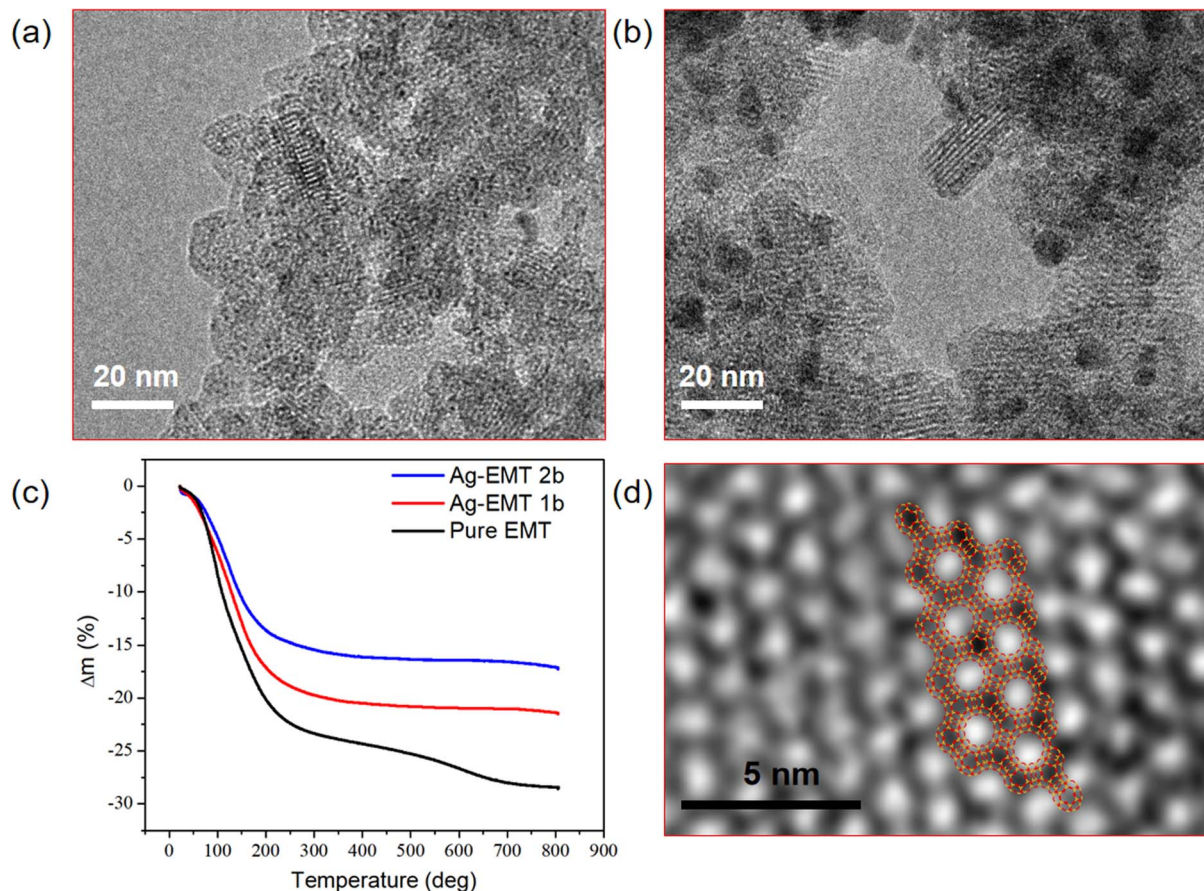 (a)
20 nm
(b)
20 nm
(c)
Ag-EMT 2b
Ag-EMT 1b
Pure EMT
0
-5
-10
-15
-20
-25
-30
Δm (%)
0 100 200 300 400 500 600 700 800 900
Temperature (deg)
(d)
5 nm